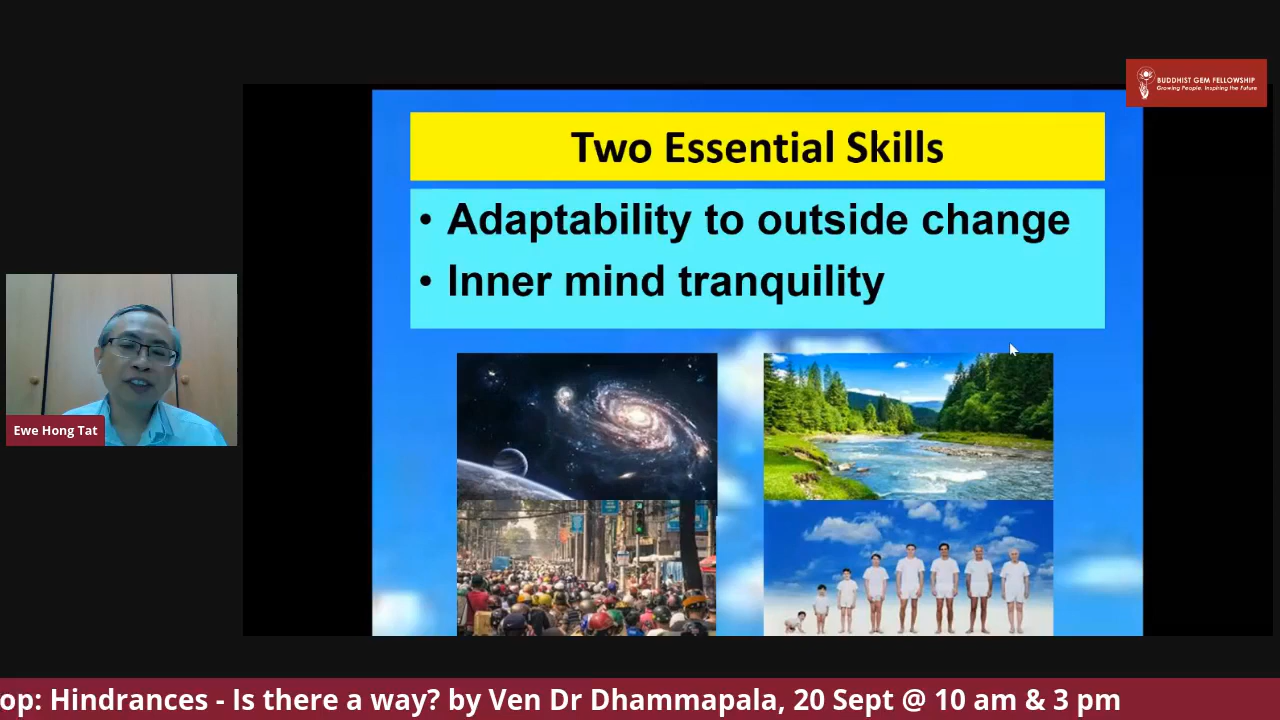 BUDDHIST GEM FELLOWSHIP
Growing People. Inspiring the Future
Two Essential Skills
• Adaptability to outside change
• Inner mind tranquility
Ewe Hong Tat
op: Hindrances - Is there a way? by Ven Dr Dhammapala, 20 Sept @ 10 am & 3 pm